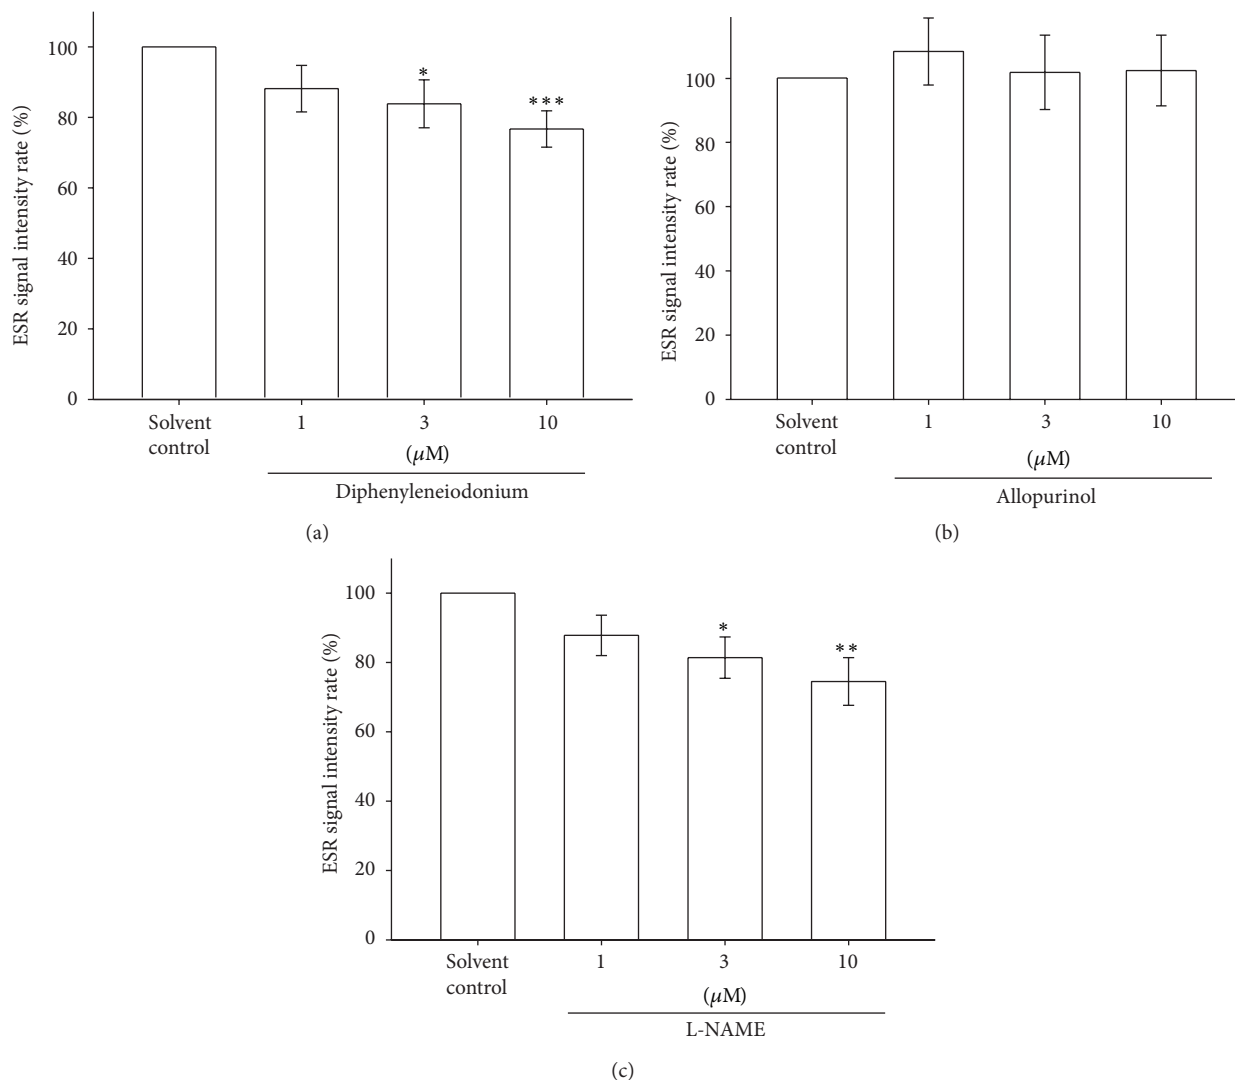 ESR signal intensity rate (%)
100
80
60
40
20
0
*
***
Solvent control
1
3
10
(μM)
Diphenyleneiodonium
(a)
ESR signal intensity rate (%)
100
80
60
40
20
0
Solvent control
1
3
10
(μM)
Allopurinol
(b)
ESR signal intensity rate (%)
100
80
60
40
20
0
*
**
Solvent control
1
3
10
(μM)
L-NAME
(c)